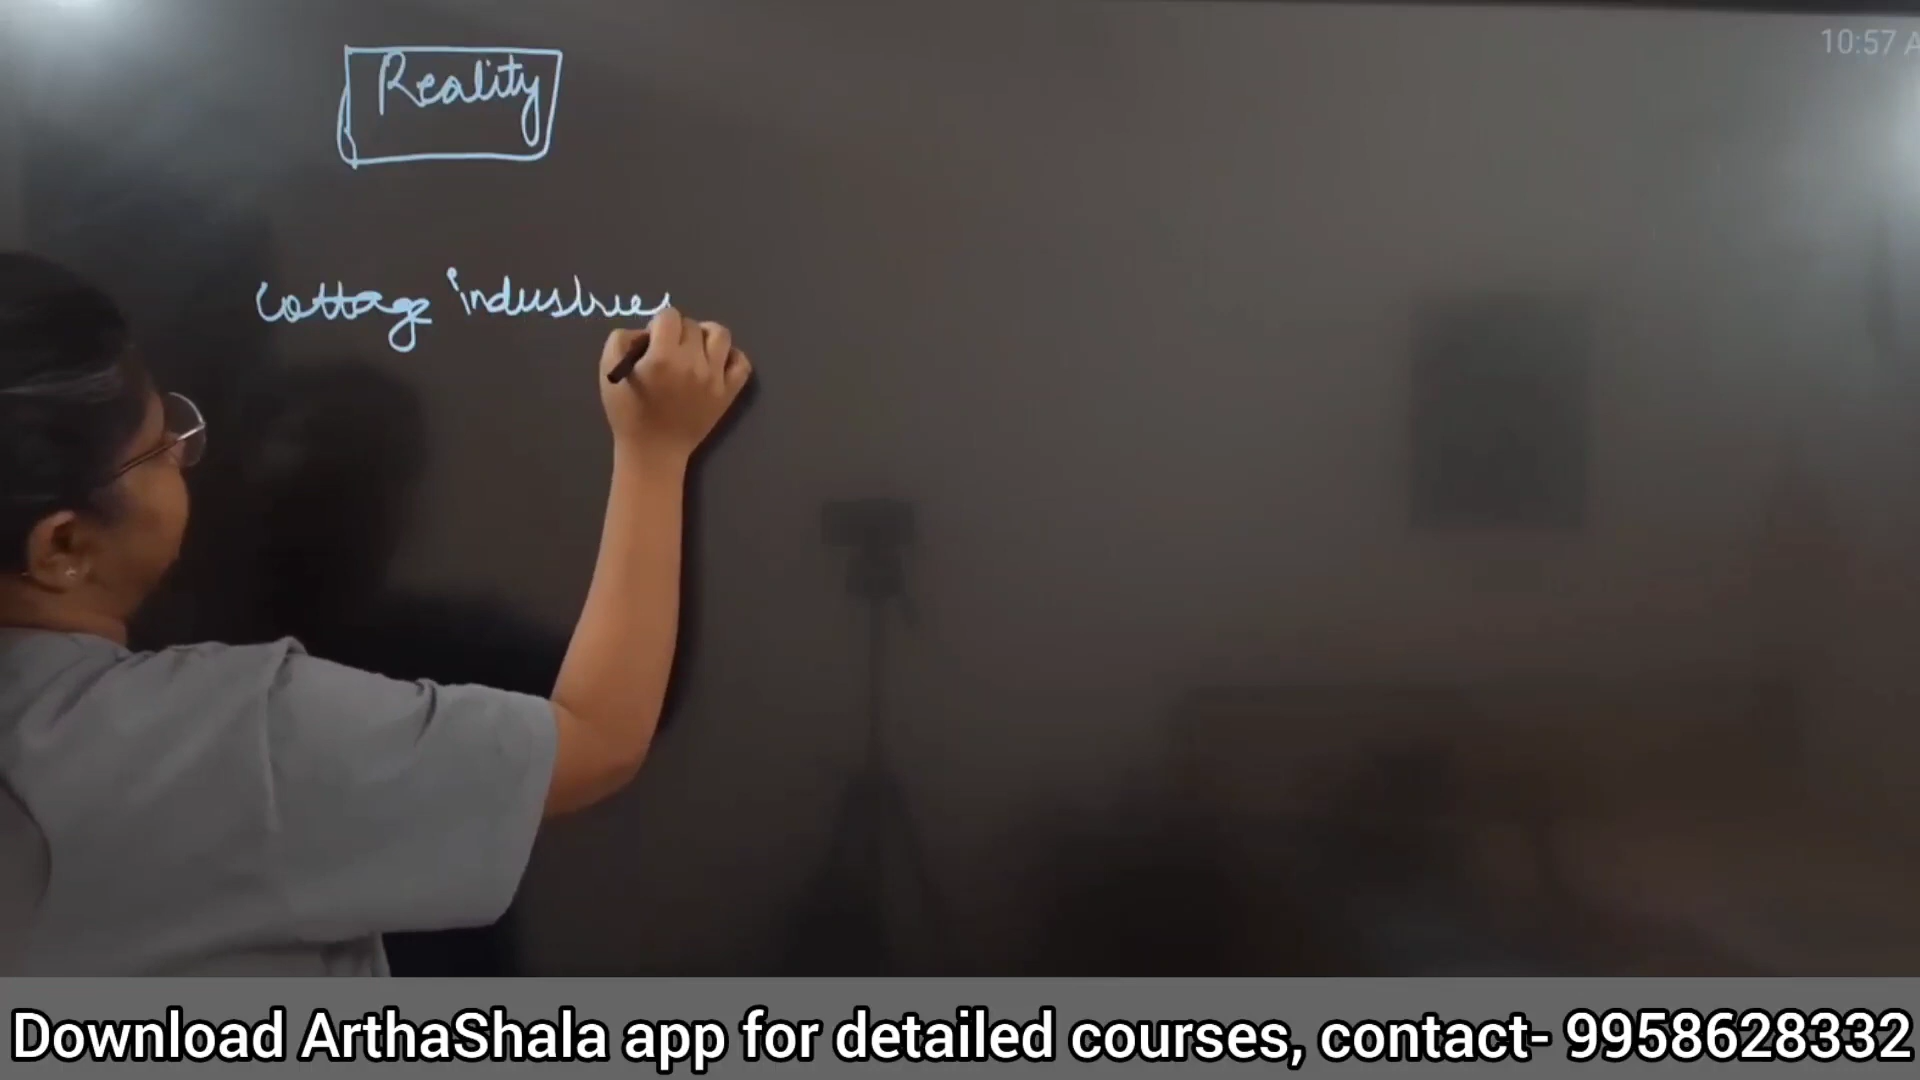 10:57 A
Reality
Cottage industries
Download ArthaShala app for detailed courses, contact- 9958628332